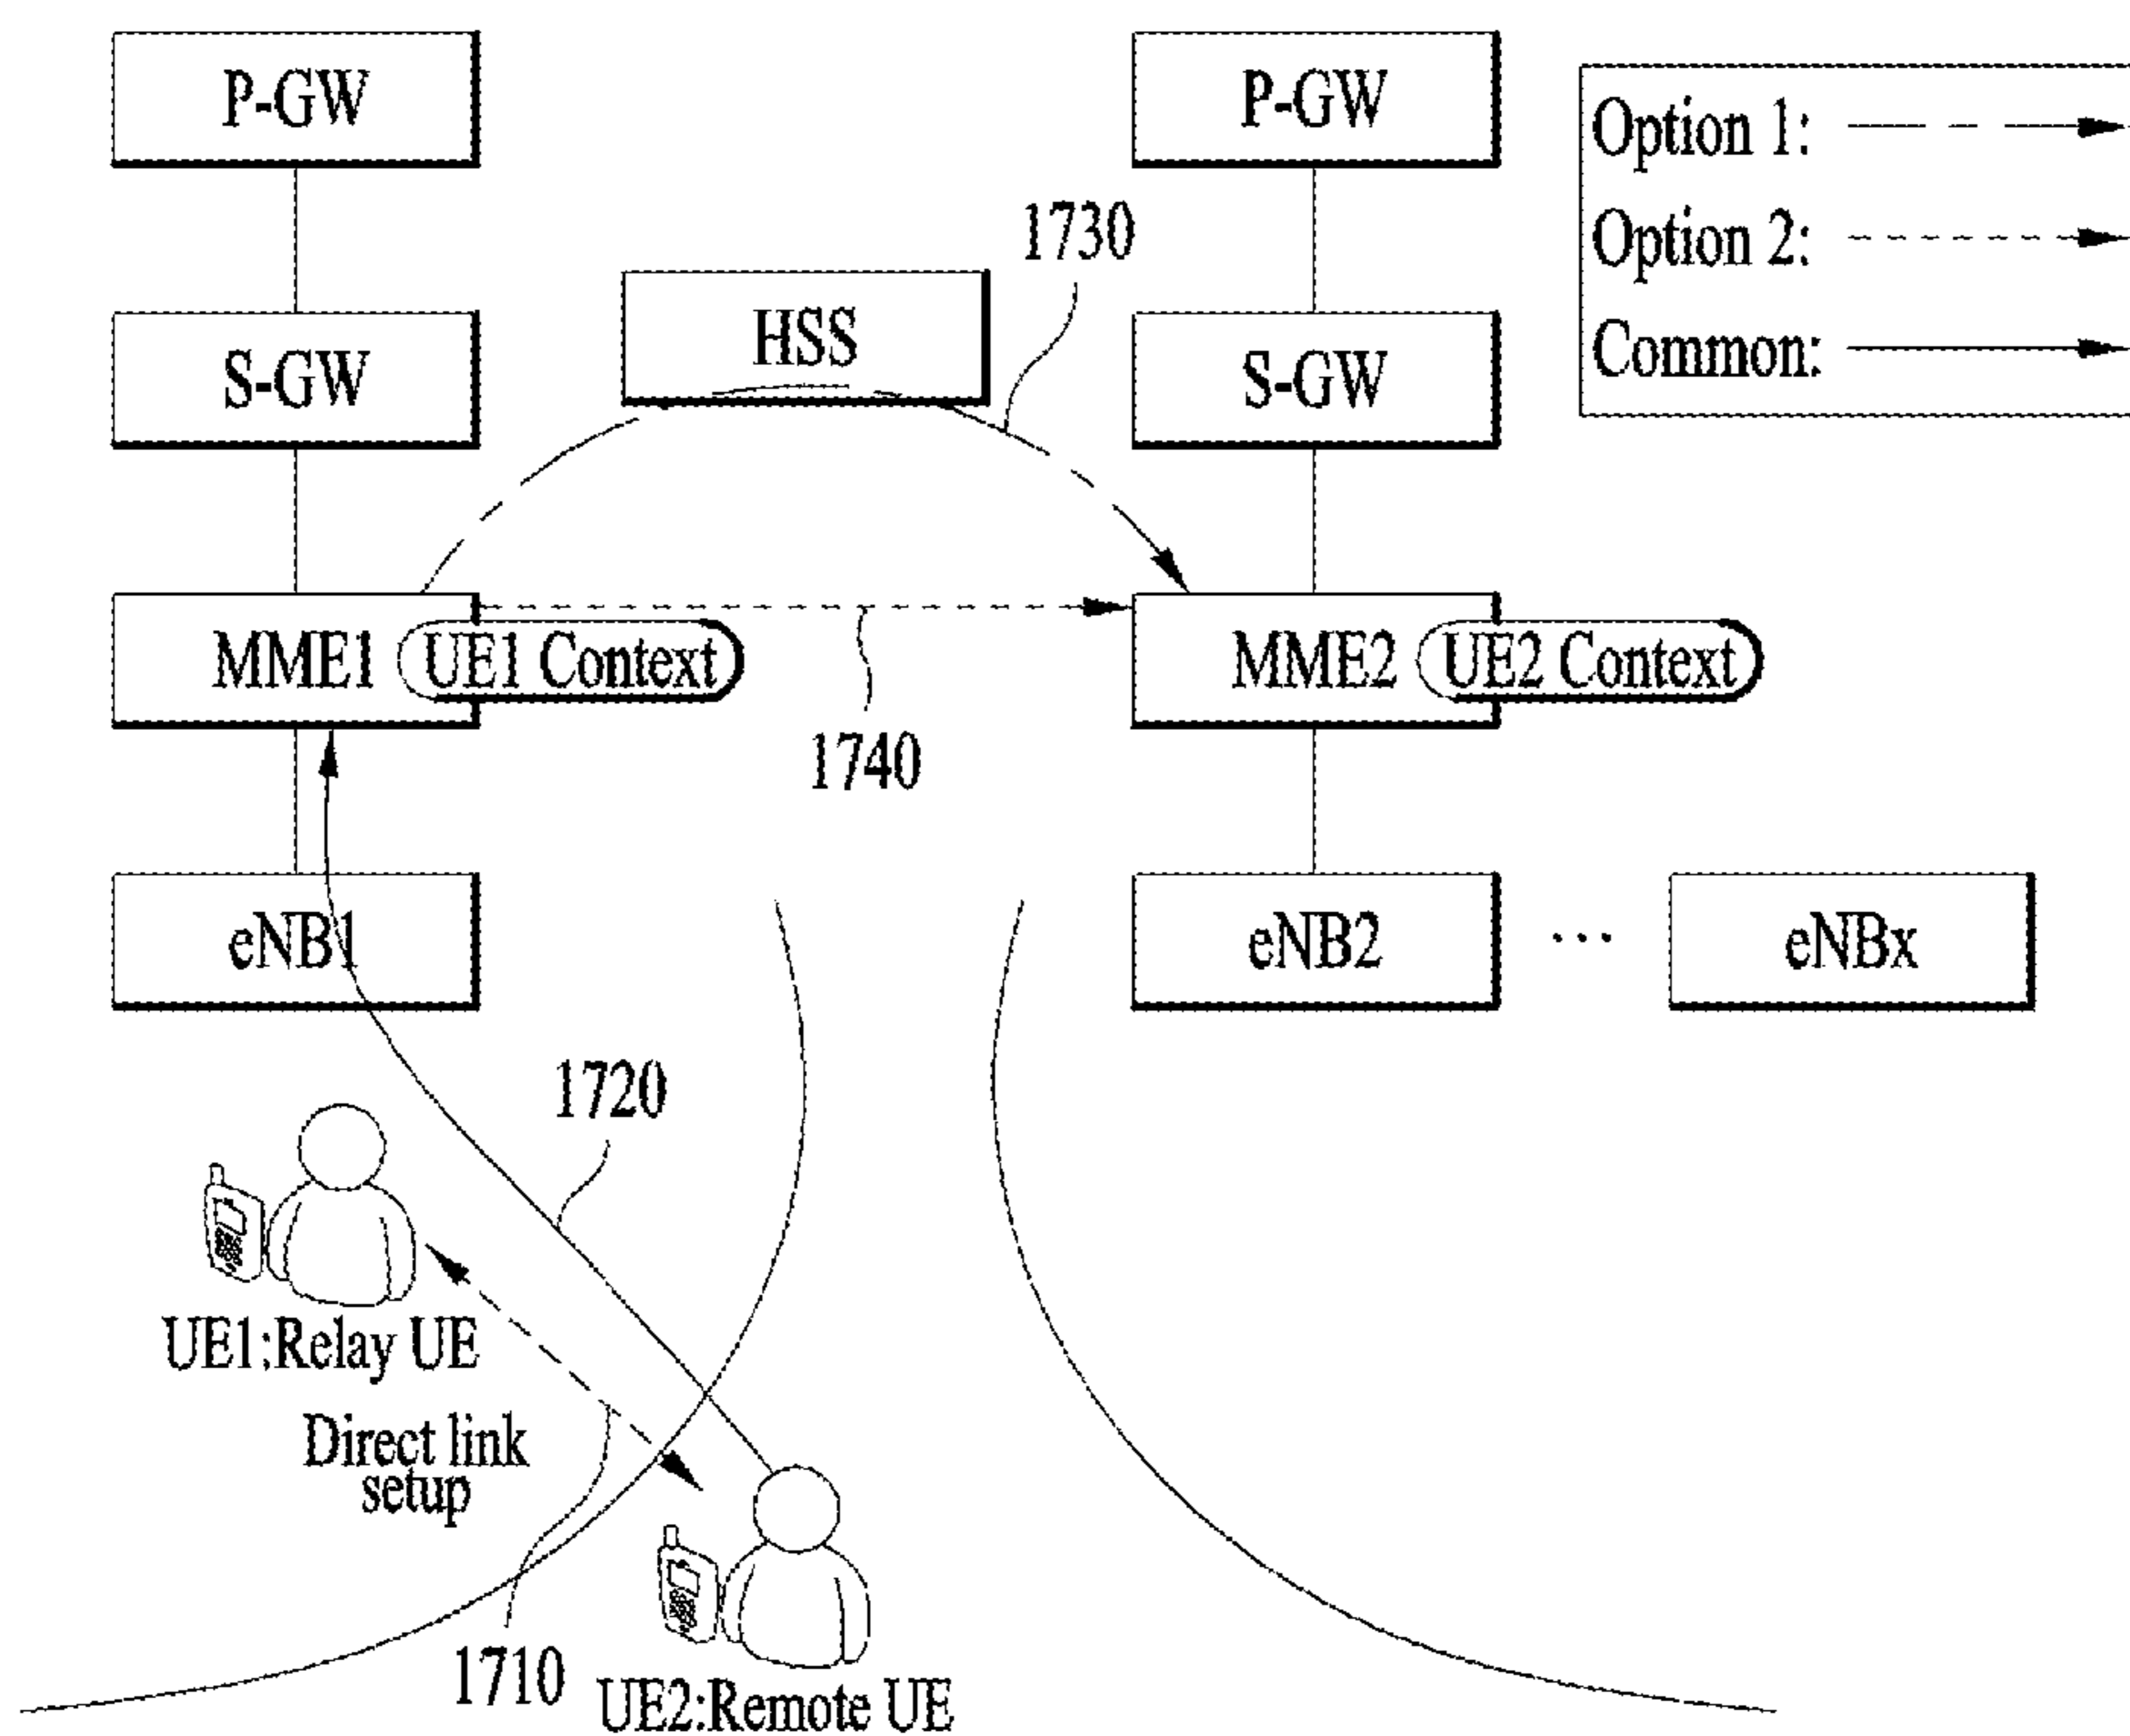 P-GW
P-GW
Option 1:
1730
Option 2:
HSS
S-GW
S-GW
Common:
MME1
UE1 Context
MME2
UE2 Context
1740
eNB1
eNB2
...
eNBx
1720
UE1:Relay UE
Direct link
setup
1710
UE2:Remote UE